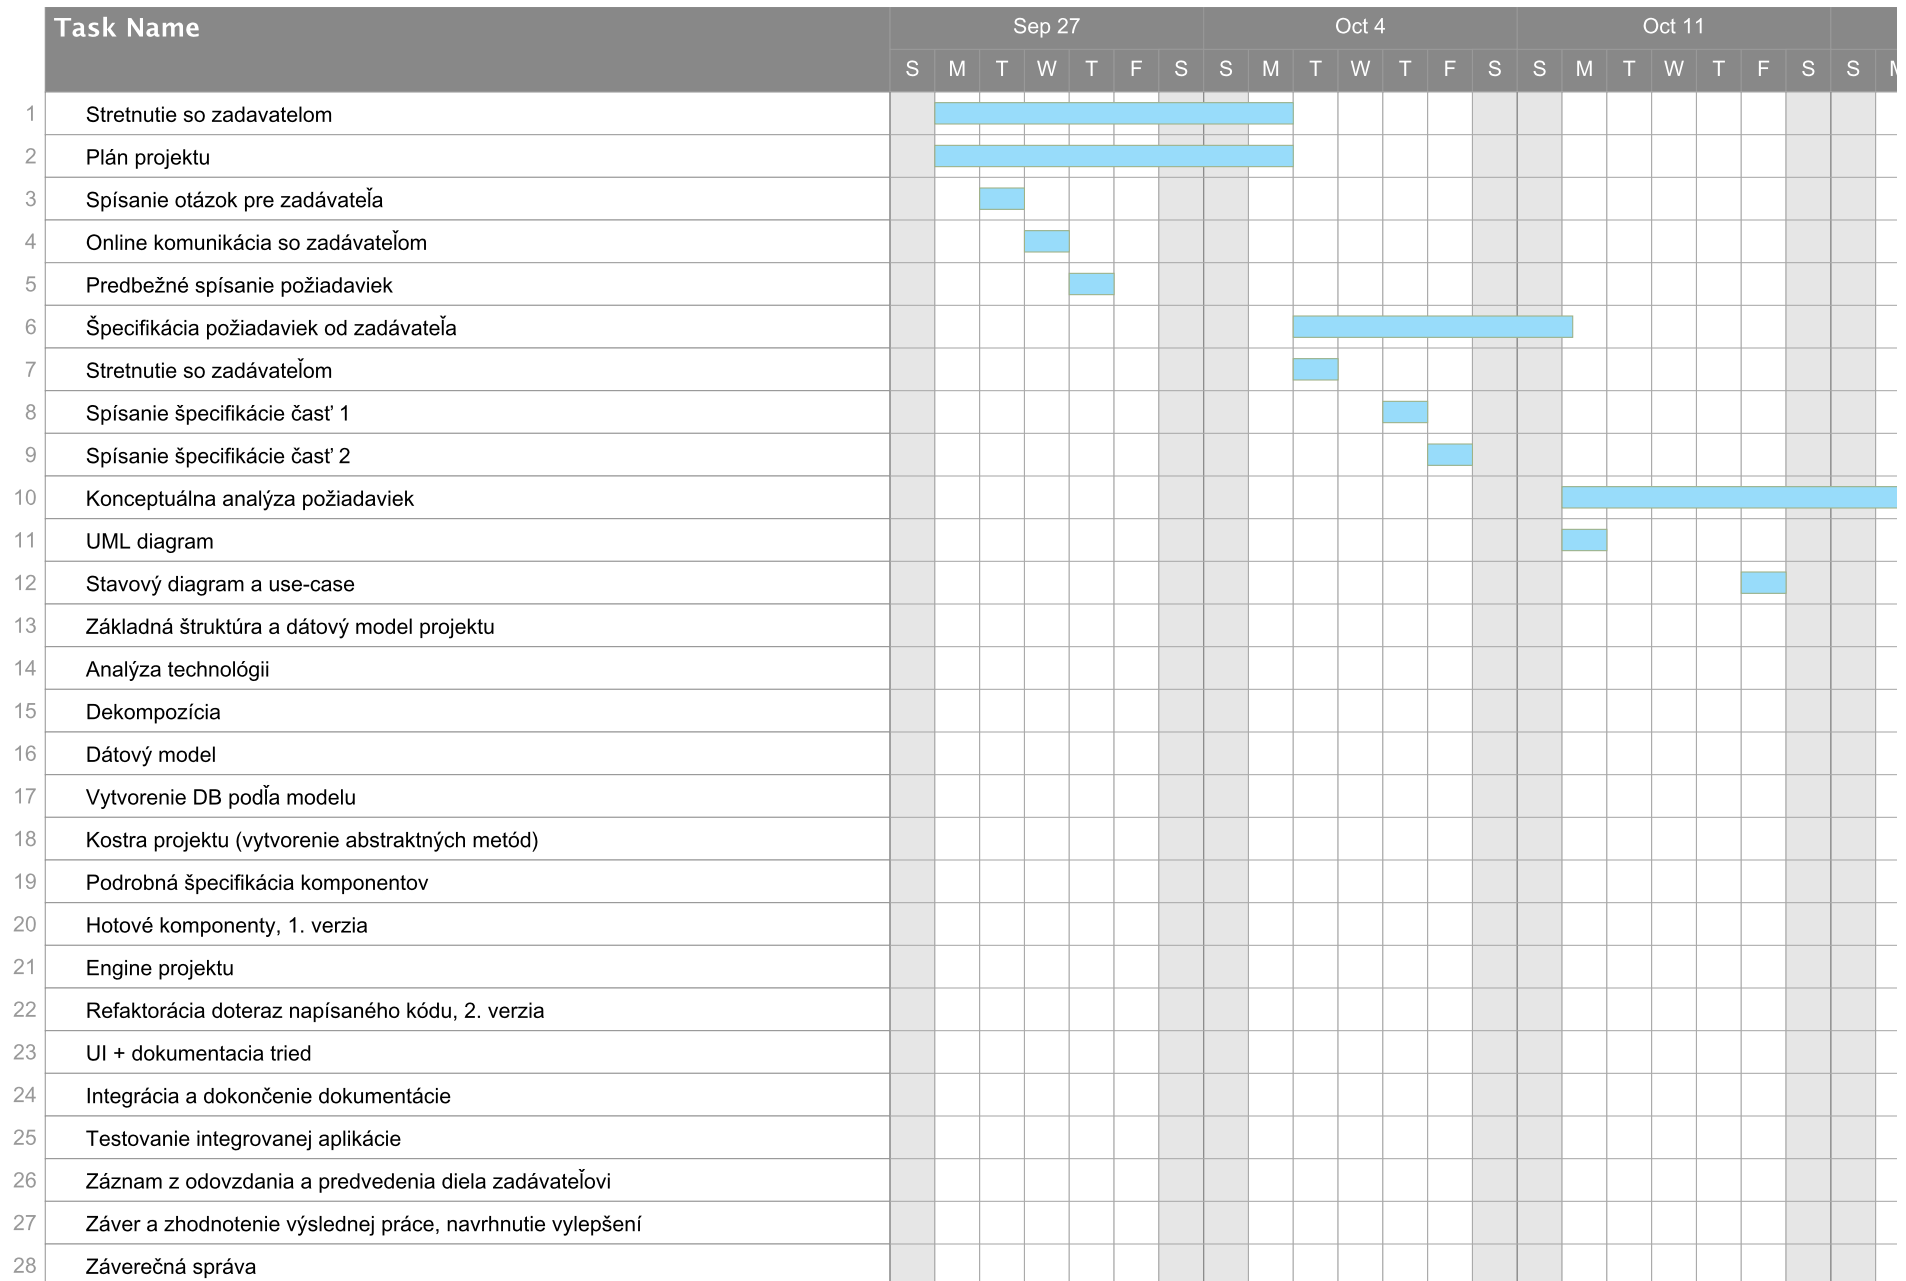 Task Name
Sep 27 Oct 4 Oct 11
S M T W T F S S M T W T F S S M T W T F S S
1 Stretnutie so zadavatelom
2 Plán projektu
3 Spísanie otázok pre zadávateľa
4 Online komunikácia so zadávateľom
5 Predbežné spísanie požiadaviek
6 Špecifikácia požiadaviek od zadávateľa
7 Stretnutie so zadávateľom
8 Spísanie špecifikácie časť 1
9 Spísanie špecifikácie časť 2
10 Konceptuálna analýza požiadaviek
11 UML diagram
12 Stavový diagram a use-case
13 Základná štruktúra a dátový model projektu
14 Analýza technológii
15 Dekompozícia
16 Dátový model
17 Vytvorenie DB podľa modelu
18 Kostra projektu (vytvorenie abstraktných metód)
19 Podrobná špecifikácia komponentov
20 Hotové komponenty, 1. verzia
21 Engine projektu
22 Refaktorácia doteraz napísaného kódu, 2. verzia
23 UI + dokumentacia tried
24 Integrácia a dokončenie dokumentácie
25 Testovanie integrovanej aplikácie
26 Záznam z odovzdania a predvedenia diela zadávateľovi
27 Záver a zhodnotenie výslednej práce, navrhnutie vylepšení
28 Záverečná správa